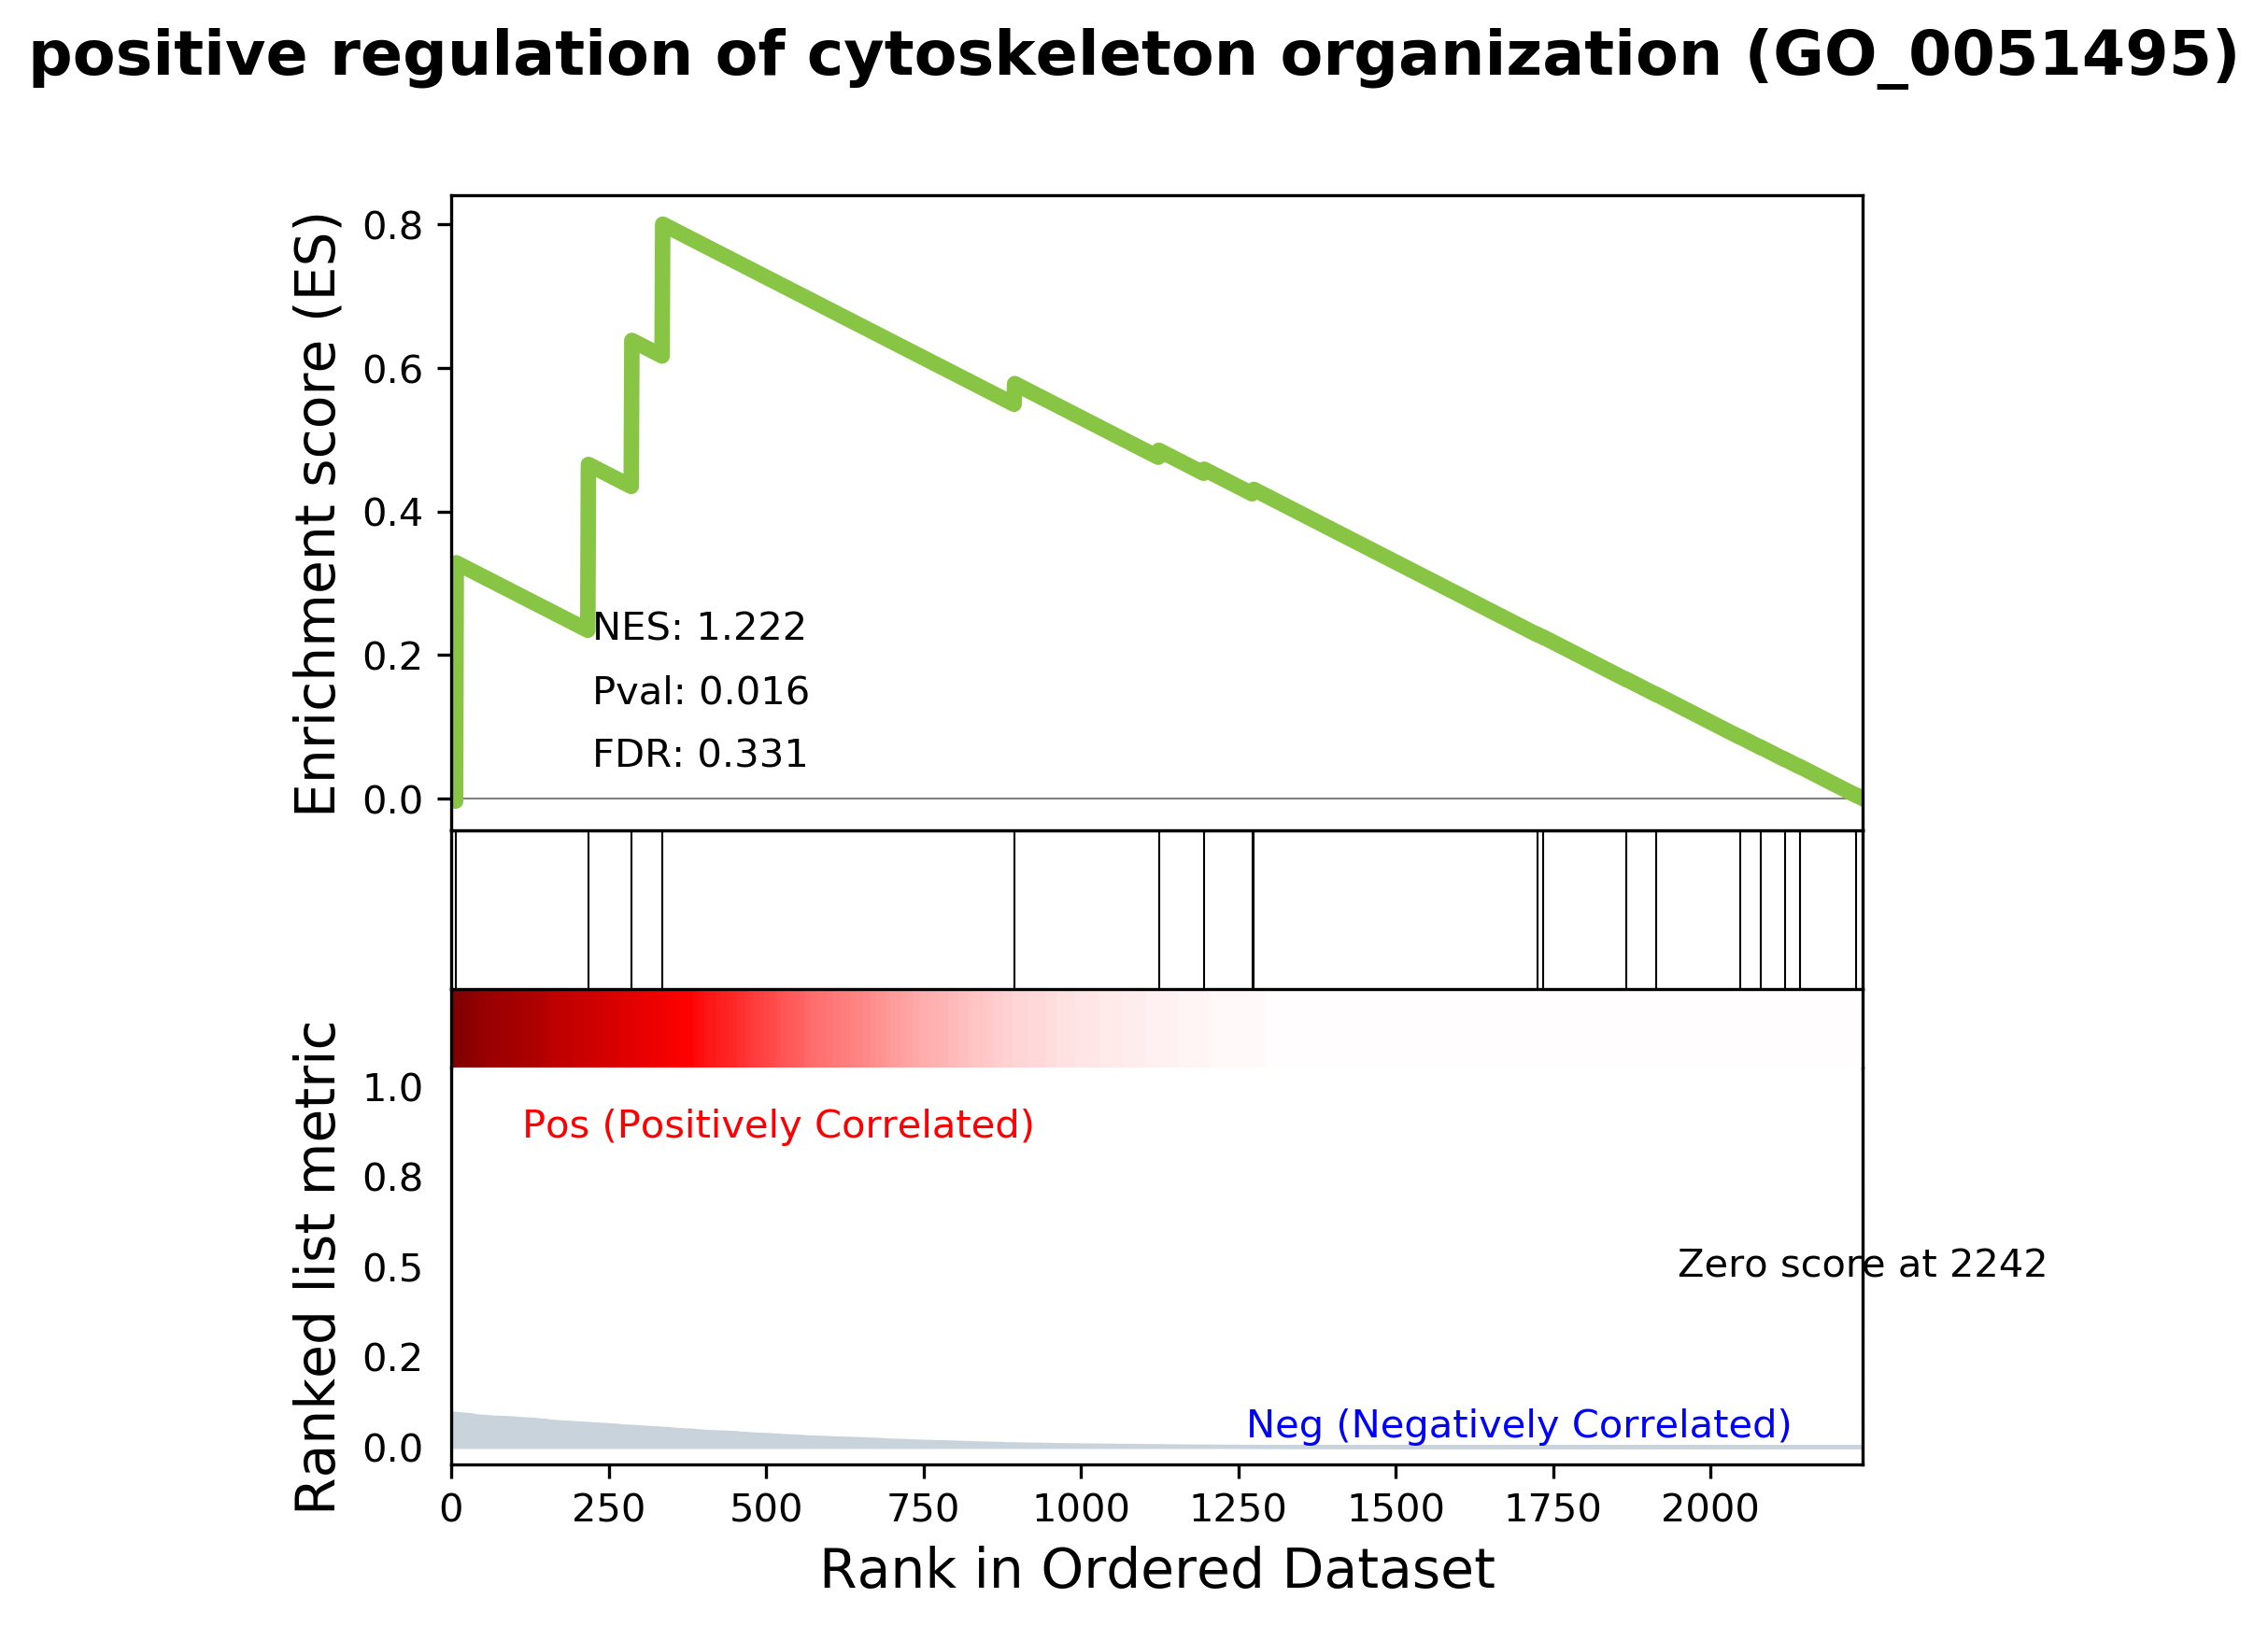 positive regulation of cytoskeleton organization (GO_0051495)
Enrichment score (ES)
0.8
0.6
0.4
0.2
0.0
NES: 1.222
Pval: 0.016
FDR: 0.331
Ranked list metric
1.0
0.8
0.5
0.2
0.0
Pos (Positively Correlated)
Zero score at 2242
Neg (Negatively Correlated)
0 250 500 750 1000 1250 1500 1750 2000
Rank in Ordered Dataset